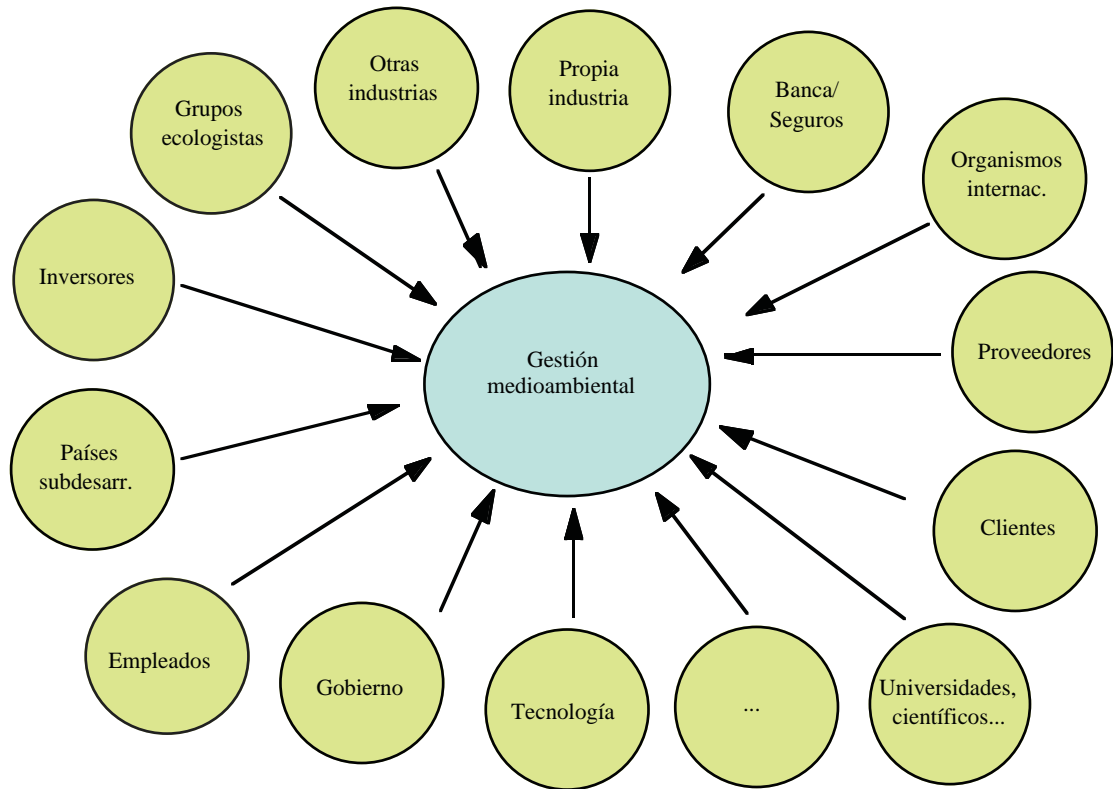 Otras
industrias
Propia
industria
Banca/
Seguros
Grupos
ecologistas
Organismos
internac.
Inversores
Gestión
medioambiental
Proveedores
Países
subdesarr.
Clientes
Empleados
Gobierno
Tecnología
...
Universidades,
científicos...